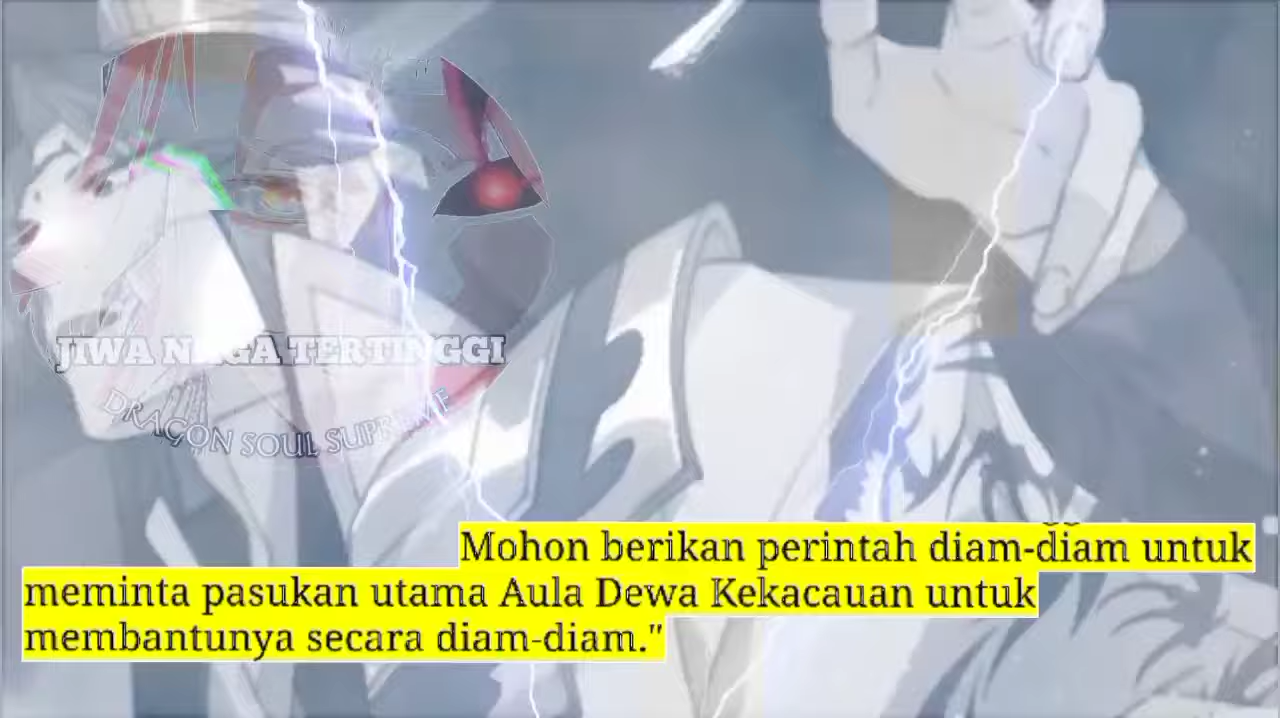 JIWA NAGA TERTINGGI
DRAGON SOUL SUPREME
Mohon berikan perintah diam-diam untuk
meminta pasukan utama Aula Dewa Kekacauan untuk
membantunya secara diam-diam."